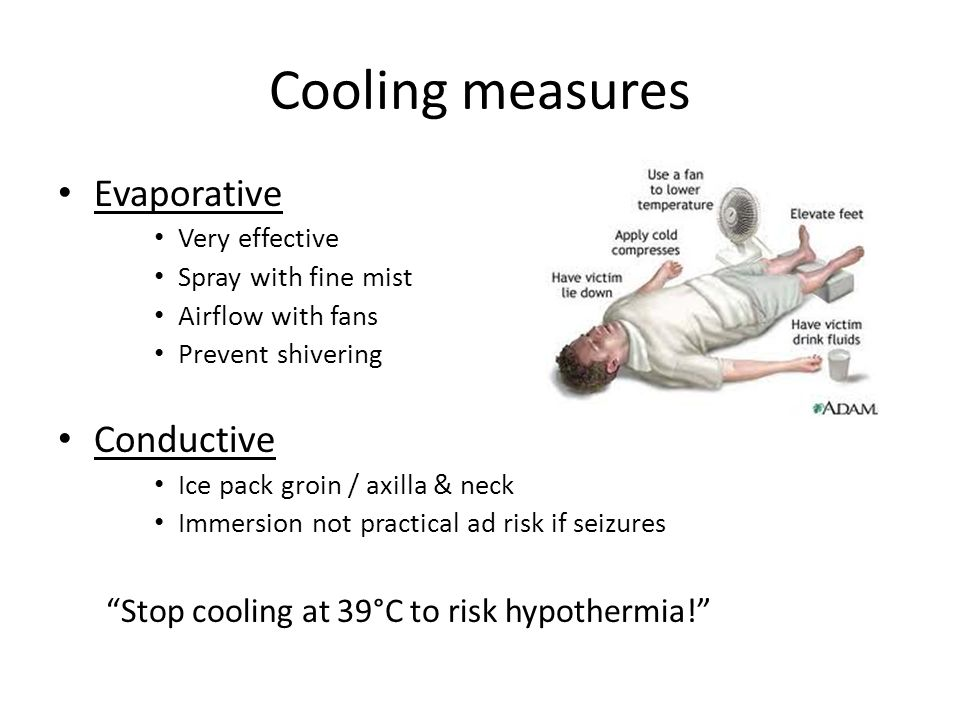 Cooling measures
• Evaporative
• Very effective
• Spray with fine mist
• Airflow with fans
• Prevent shivering
Use a fan
to lower
temperature
Elevate feet
Apply cold
compresses
Have victim
lie down
Have victim
drink fluids
ADAM.
• Conductive
• Ice pack groin / axilla & neck
• Immersion not practical ad risk if seizures
“Stop cooling at 39°C to risk hypothermia!”